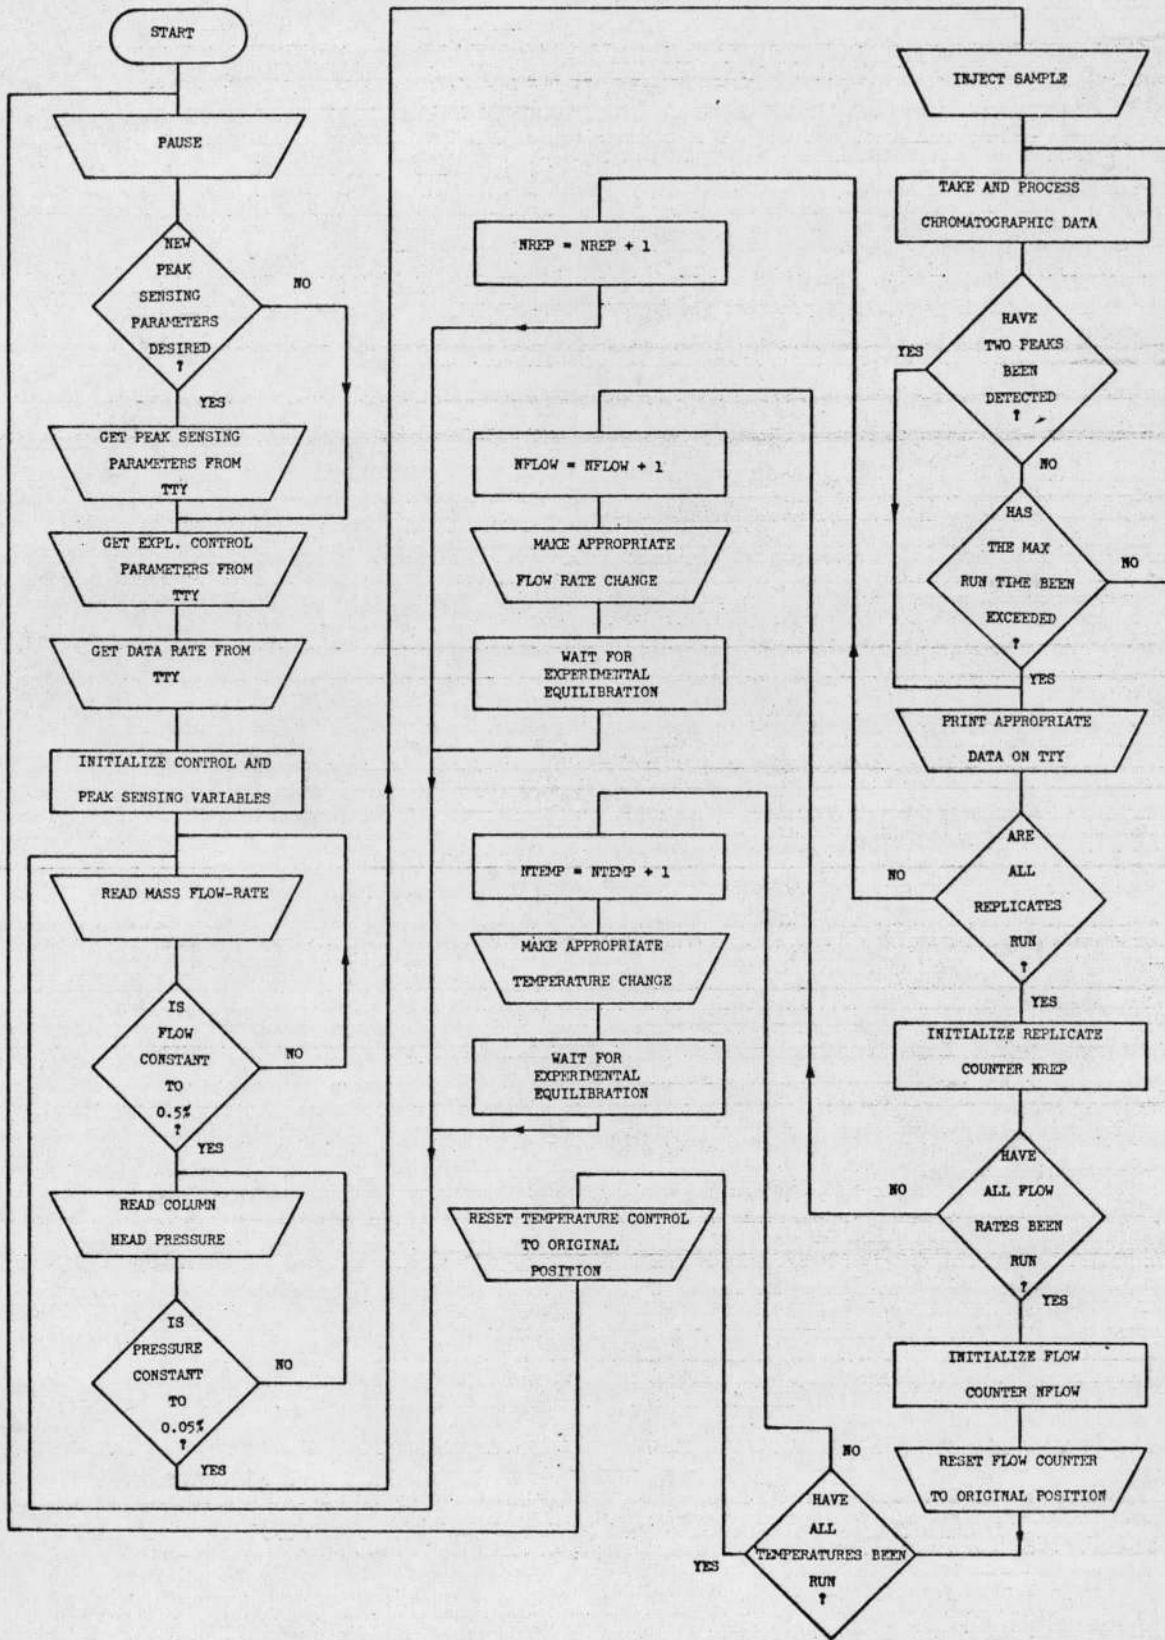 START
PAUSE
NEW
PEAK
SENSING
PARAMETERS
DESIRED
?
NO
YES
GET PEAK SENSING
PARAMETERS FROM
TTY
GET EXPL. CONTROL
PARAMETERS FROM
TTY
GET DATA RATE FROM
TTY
INITIALIZE CONTROL AND
PEAK SENSING VARIABLES
READ MASS FLOW-RATE
IS
FLOW
CONSTANT
TO
0.5%
?
NO
YES
READ COLUMN
HEAD PRESSURE
IS
PRESSURE
CONSTANT
TO
0.05%
?
NO
YES
NREP = NREP + 1
NFLOW = NFLOW + 1
MAKE APPROPRIATE
FLOW RATE CHANGE
WAIT FOR
EXPERIMENTAL
EQUILIBRATION
NTEMP = NTEMP + 1
MAKE APPROPRIATE
TEMPERATURE CHANGE
WAIT FOR
EXPERIMENTAL
EQUILIBRATION
RESET TEMPERATURE CONTROL
TO ORIGINAL
POSITION
INJECT SAMPLE
TAKE AND PROCESS
CHROMATOGRAPHIC DATA
HAVE
TWO PEAKS
BEEN
DETECTED
?
YES
NO
HAS
THE MAX
RUN TIME BEEN
EXCEEDED
?
NO
YES
PRINT APPROPRIATE
DATA ON TTY
ARE
ALL
REPLICATES
RUN
?
NO
YES
INITIALIZE REPLICATE
COUNTER NREP
HAVE
ALL FLOW
RATES BEEN
RUN
?
NO
YES
INITIALIZE FLOW
COUNTER NFLOW
RESET FLOW COUNTER
TO ORIGINAL POSITION
HAVE
ALL
TEMPERATURES BEEN
RUN
?
NO
YES